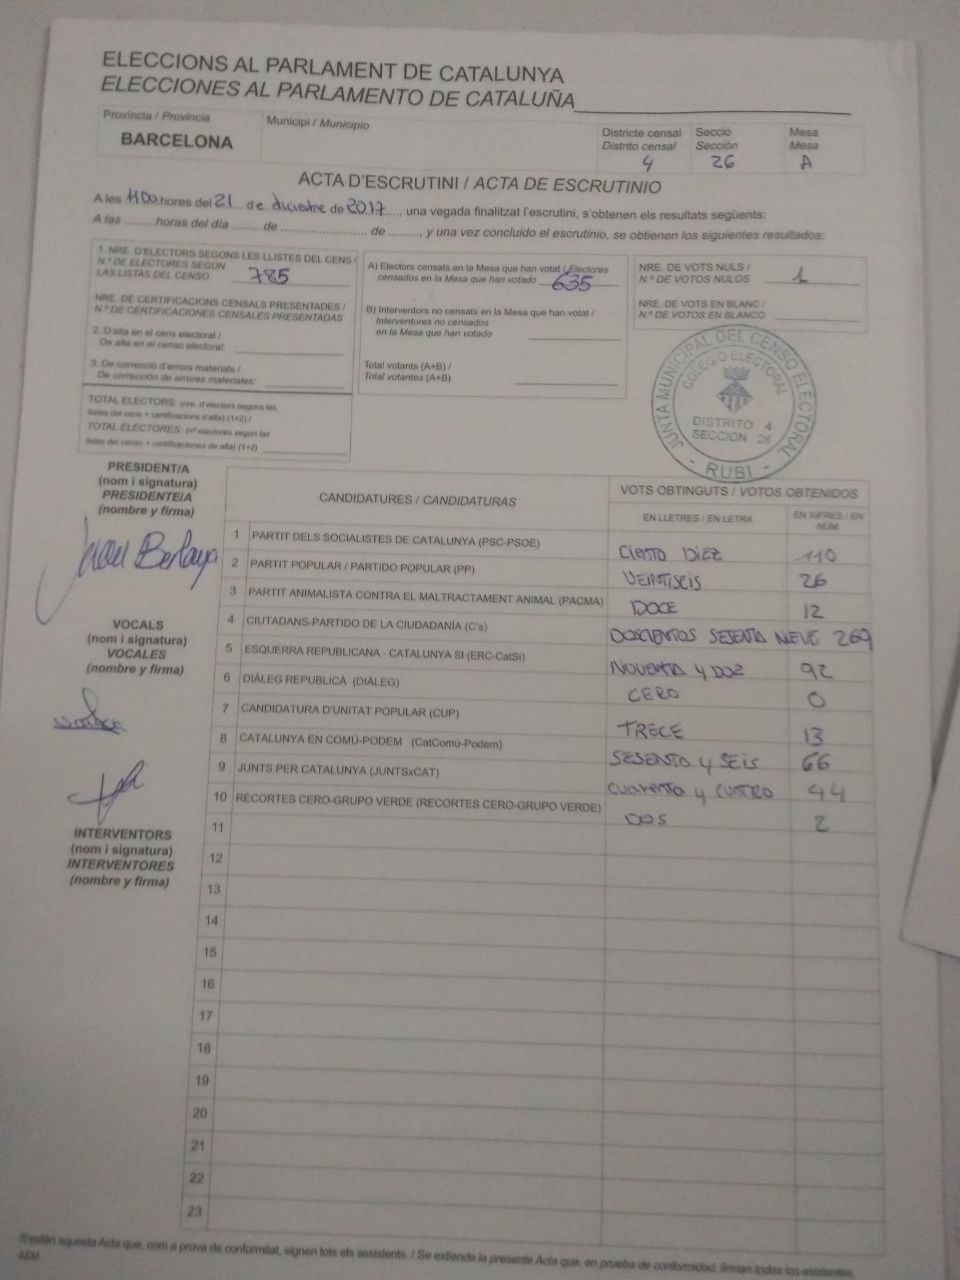 ELECCIONS AL PARLAMENT DE CATALUNYA
ELECCIONES AL PARLAMENTO DE CATALUÑA
Provincia / Provincia
BARCELONA
Municipi / Municipio
Districte censal
Distrito censal
4
Secció
Sección
26
Mesa
Mesa
A
ACTA D'ESCRUTINI / ACTA DE ESCRUTINIO
A les 1100 hores del 21 de diciembre de 2017, una vegada finalitzat l'escrutini, s'obtenen els resultats següents:
A las ......... horas del día ........ de ........................ de ........, y una vez concluido el escrutinio, se obtienen los siguientes resultados:
1. NRE. D'ELECTORS SEGONS LES LLISTES DEL CENS /
N.º DE ELECTORES SEGÚN
LAS LISTAS DEL CENSO 785
NRE. DE CERTIFICACIONS CENSALS PRESENTADES /
N.º DE CERTIFICACIONES CENSALES PRESENTADAS
2. D'alta en el cens electoral /
De alta en el censo electoral:
3. De correcció d'errors materials /
De corrección de errores materiales:
TOTAL ELECTORS: (nre. d'electors segons les
llistes del cens + certificacions d'alta) (1+2) /
TOTAL ELECTORES: (nº electores según las
listas del censo + certificaciones de alta) (1+2)
A) Electors censats en la Mesa que han votat / Electores
censados en la Mesa que han votado 635
B) Interventors no censats en la Mesa que han votat /
Interventores no censados
en la Mesa que han votado
Total votants (A+B) /
Total votantes (A+B)
NRE. DE VOTS NULS /
N.º DE VOTOS NULOS 1
NRE. DE VOTS EN BLANC /
N.º DE VOTOS EN BLANCO
JUNTA MUNICIPAL DEL CENSO ELECTORAL
COLEGIO ELECTORAL
DISTRITO 4
SECCION 26
- RUBI -
PRESIDENT/A
(nom i signatura)
PRESIDENTE/A
(nombre y firma)
VOCALS
(nom i signatura)
VOCALES
(nombre y firma)
INTERVENTORS
(nom i signatura)
INTERVENTORES
(nombre y firma)
CANDIDATURES / CANDIDATURAS
VOTS OBTINGUTS / VOTOS OBTENIDOS
EN LLETRES / EN LETRA
EN XIFRES / EN
NÚM
1 PARTIT DELS SOCIALISTES DE CATALUNYA (PSC-PSOE) CIENTO DIEZ 110
2 PARTIT POPULAR / PARTIDO POPULAR (PP) VEINTISEIS 26
3 PARTIT ANIMALISTA CONTRA EL MALTRACTAMENT ANIMAL (PACMA) DOCE 12
4 CIUTADANS-PARTIDO DE LA CIUDADANÍA (C's) DOSCIENTOS SESENTA NUEVE 269
5 ESQUERRA REPUBLICANA - CATALUNYA SI (ERC-CatSí) NOVENTA y DOZ 92
6 DIÀLEG REPUBLICÀ (DIÀLEG) CERO 0
7 CANDIDATURA D'UNITAT POPULAR (CUP) TRECE 13
8 CATALUNYA EN COMÚ-PODEM (CatComú-Podem) SESENTA y SEIS 66
9 JUNTS PER CATALUNYA (JUNTSxCAT) CUARENTA y CUATRO 44
10 RECORTES CERO-GRUPO VERDE (RECORTES CERO-GRUPO VERDE) DOS 2
11
12
13
14
15
16
17
18
19
20
21
22
23
S'estén aquesta Acta que, com a prova de conformitat, signen tots els assistents. / Se extiende la presente Acta que, en prueba de conformidad, firman todos los asistentes.
AEM